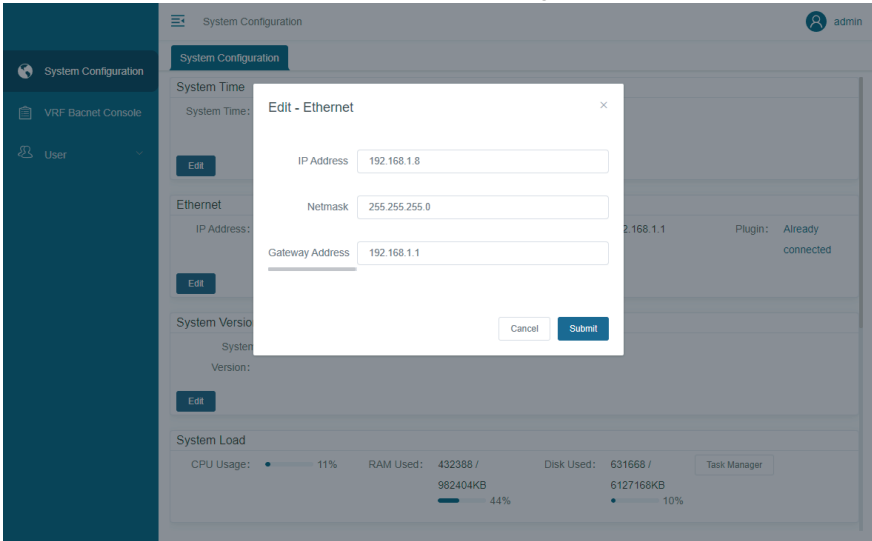 System Configuration
admin
System Configuration
System Configuration
VRF Bacnet Console
User
System Time
System Time:
Edit
Edit - Ethernet
×
IP Address 192.168.1.8
Netmask 255.255.255.0
Gateway Address 192.168.1.1
Cancel Submit
Ethernet
IP Address:
2.168.1.1 Plugin: Already
connected
Edit
System Versio
System
Version:
Edit
System Load
CPU Usage: 11% RAM Used: 432388 / Disk Used: 631668 / Task Manager
982404KB 6127168KB
44% 10%